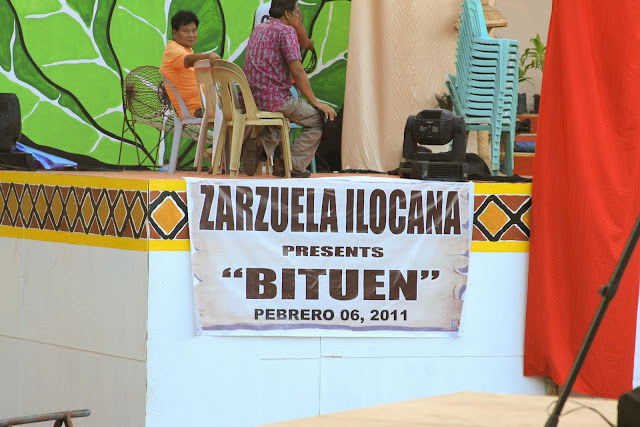 ZARZUELA ILOCANA
PRESENTS
“BITUEN”
PEBRERO 06, 2011